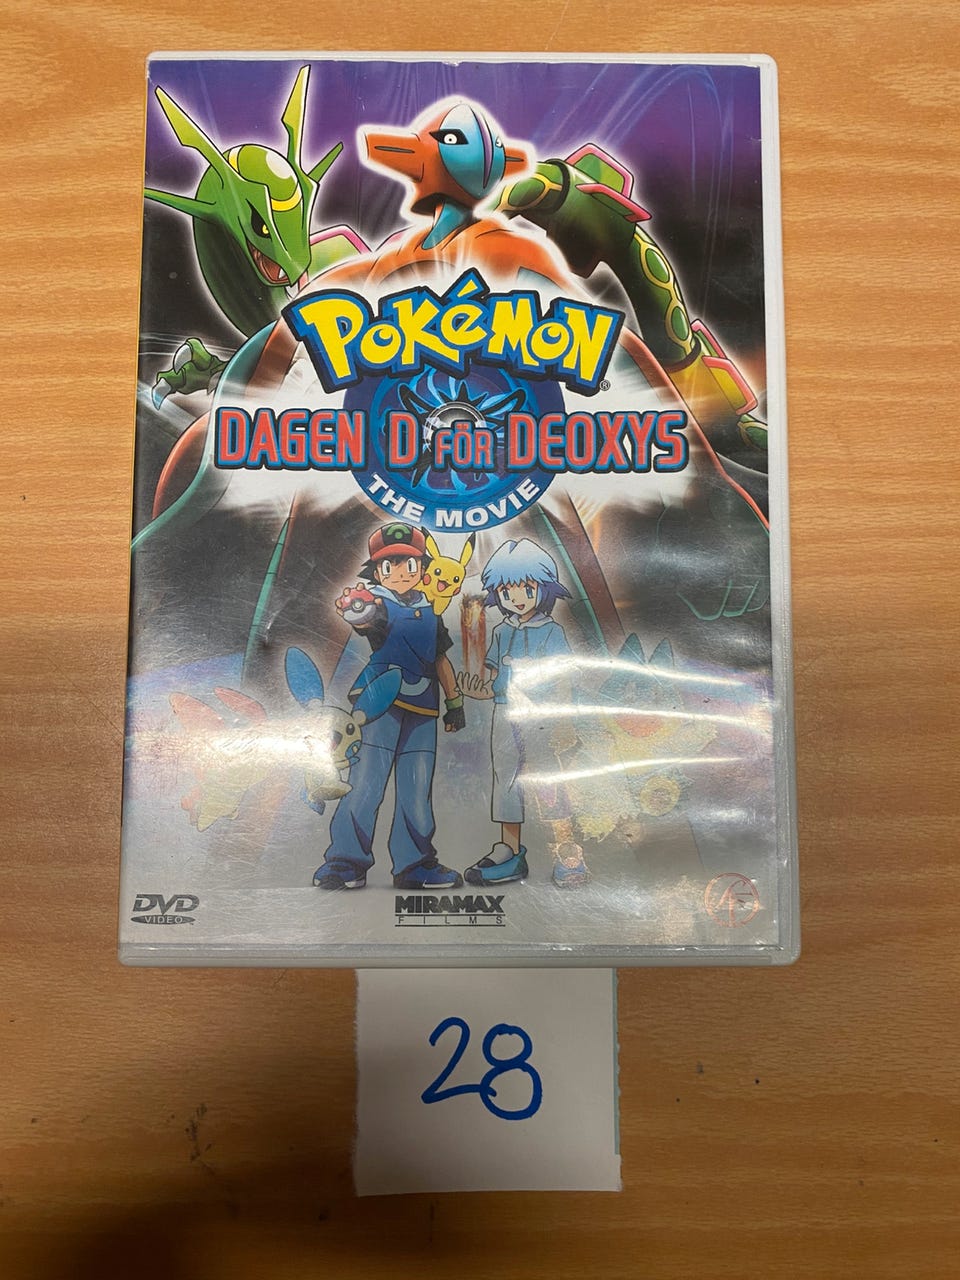 POKÉMON
®
DAGEN D FÖR DEOXYS
THE MOVIE
DVD
VIDEO
MIRAMAX
FILMS
28